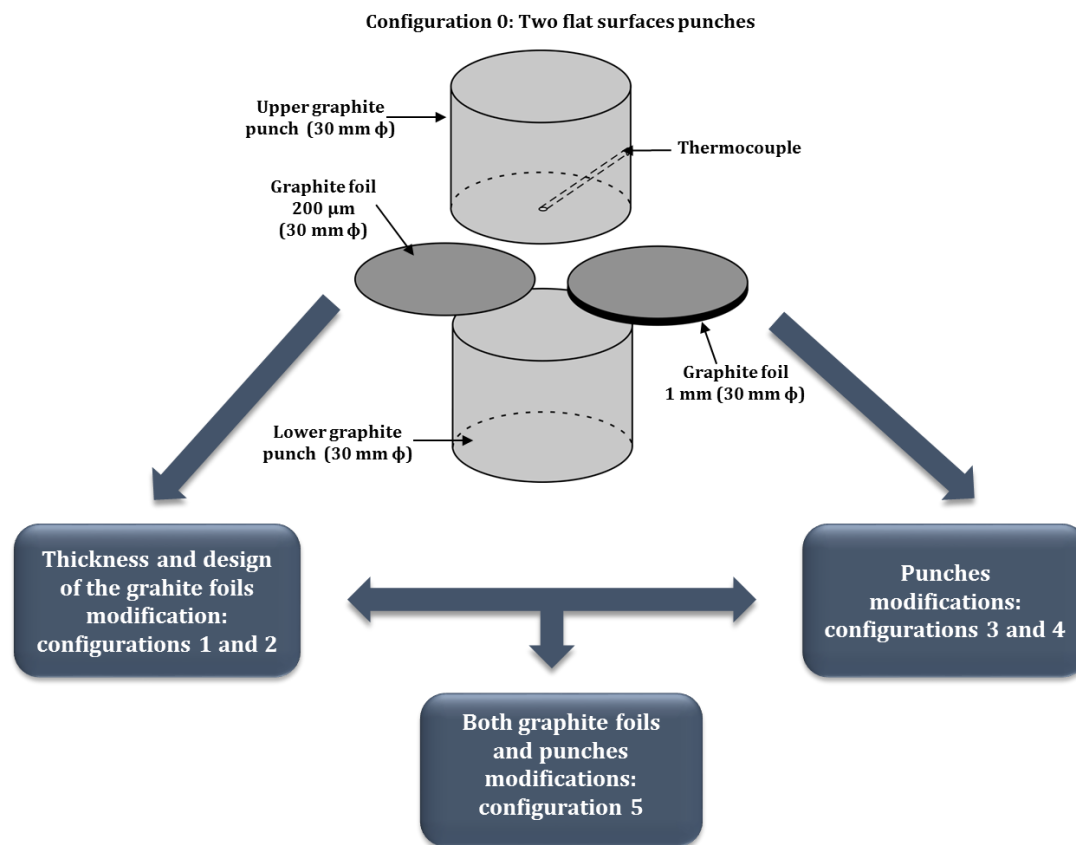 Configuration 0: Two flat surfaces punches
Upper graphite
punch (30 mm ϕ)
Thermocouple
Graphite foil
200 µm
(30 mm ϕ)
Graphite foil
1 mm (30 mm ϕ)
Lower graphite
punch (30 mm ϕ)
Thickness and design
of the grahite foils
modification:
configurations 1 and 2
Punches
modifications:
configurations 3 and 4
Both graphite foils
and punches
modifications:
configuration 5